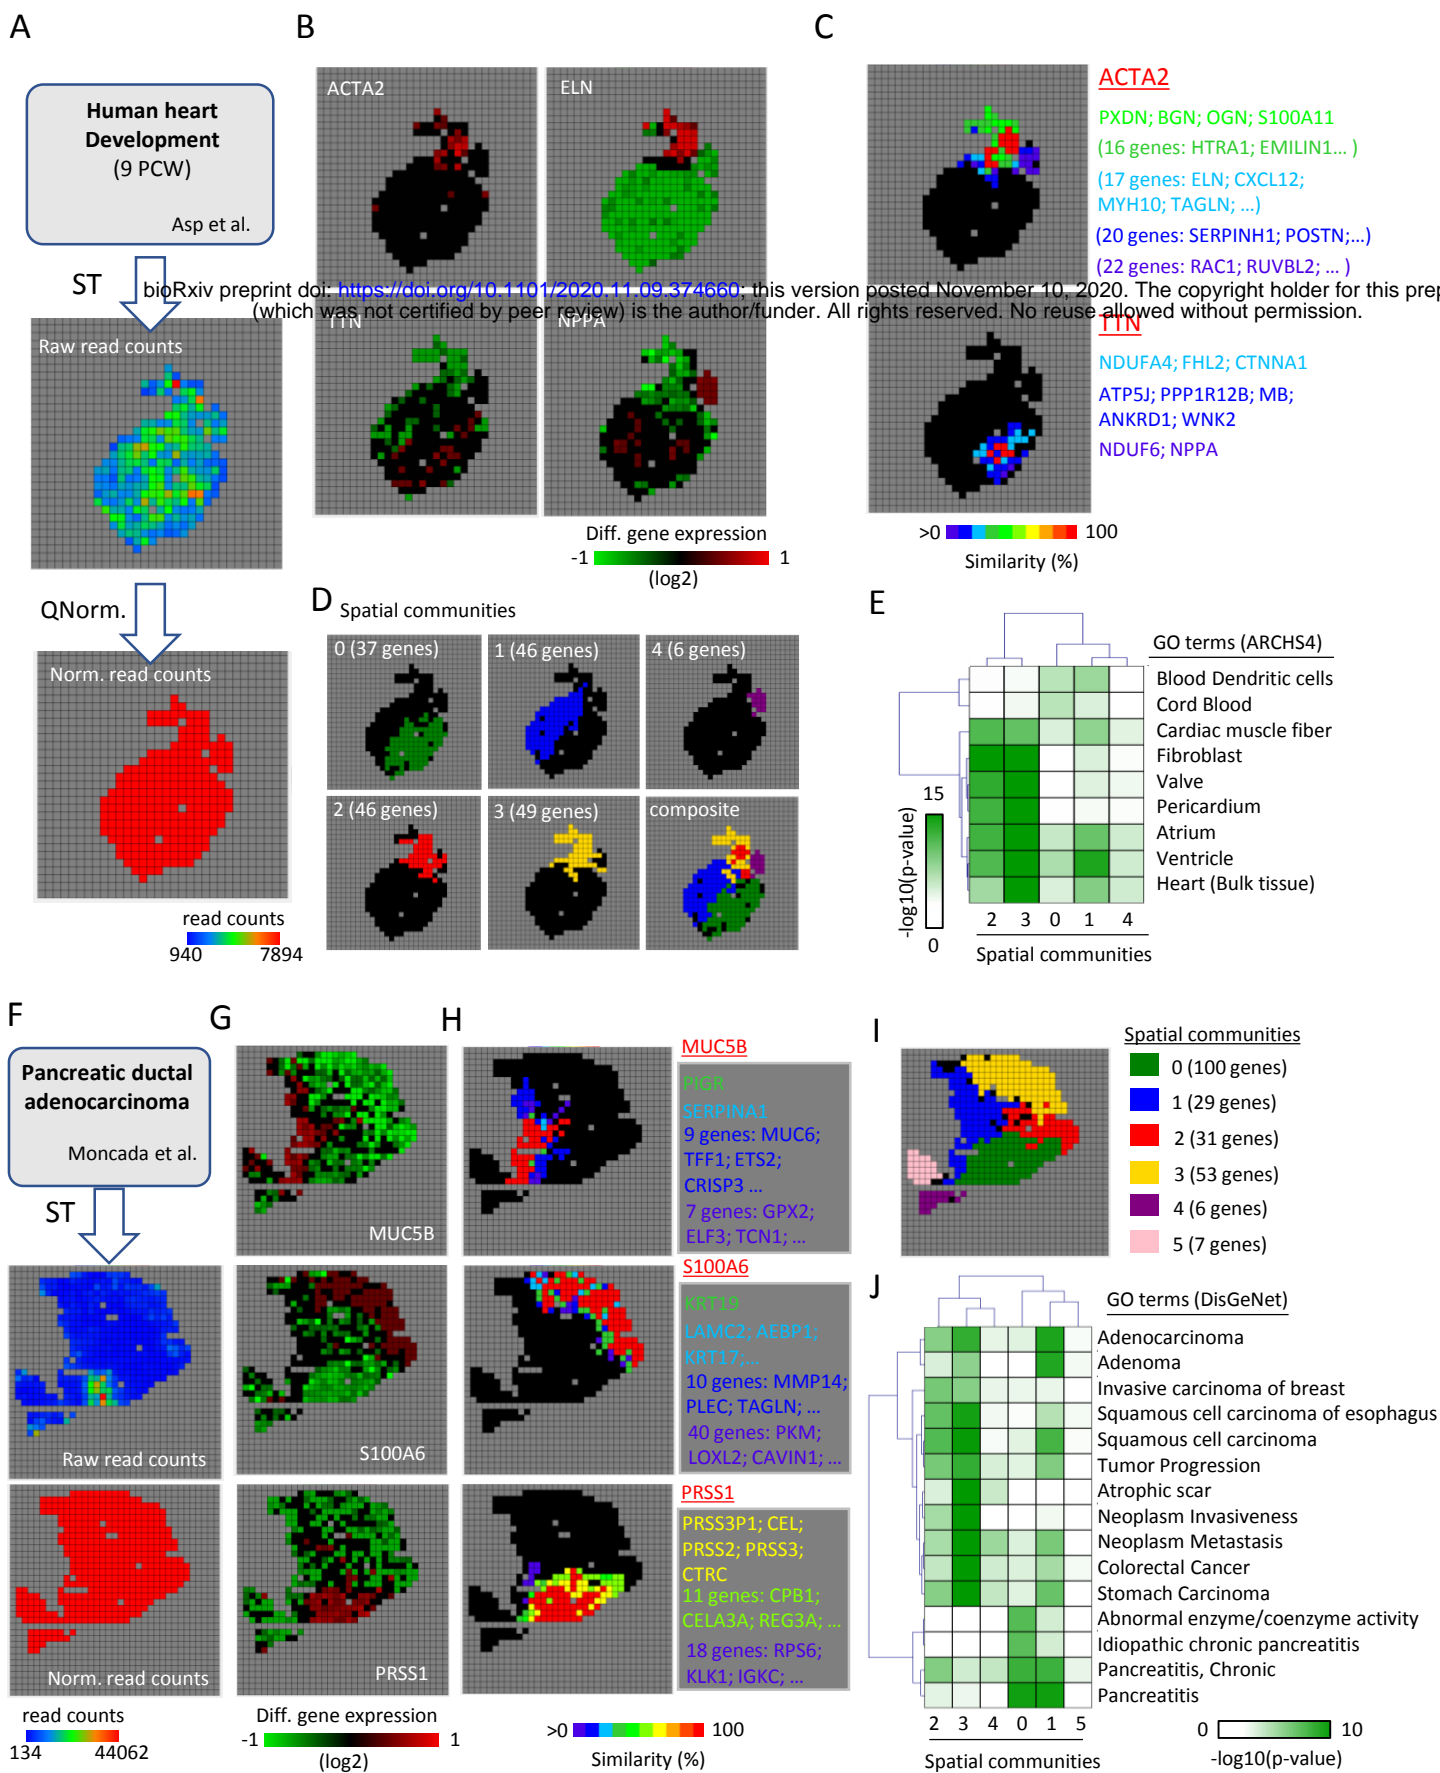 A
Human heart
Development
(9 PCW)
Asp et al.
ST
Raw read counts
QNorm.
Norm. read counts
read counts
940 7894
B
ACTA2
ELN
TTN
NPPA
Diff. gene expression
-1 1
(log2)
C
ACTA2
PXDN; BGN; OGN; S100A11
(16 genes: HTRA1; EMILIN1... )
(17 genes: ELN; CXCL12;
MYH10; TAGLN; ...)
(20 genes: SERPINH1; POSTN;...)
(22 genes: RAC1; RUVBL2; ... )
bioRxiv preprint doi: https://doi.org/10.1101/2020.11.09.374660; this version posted November 10, 2020. The copyright holder for this prep
(which was not certified by peer review) is the author/funder. All rights reserved. No reuse allowed without permission.
TTN
NDUFA4; FHL2; CTNNA1
ATP5J; PPP1R12B; MB;
ANKRD1; WNK2
NDUF6; NPPA
>0 100
Similarity (%)
D
Spatial communities
0 (37 genes)
1 (46 genes)
4 (6 genes)
2 (46 genes)
3 (49 genes)
composite
E
GO terms (ARCHS4)
Blood Dendritic cells
Cord Blood
Cardiac muscle fiber
Fibroblast
Valve
Pericardium
Atrium
Ventricle
Heart (Bulk tissue)
15
-log10(p-value)
0
2 3 0 1 4
Spatial communities
F
Pancreatic ductal
adenocarcinoma
Moncada et al.
ST
Raw read counts
Norm. read counts
read counts
134 44062
G
MUC5B
S100A6
PRSS1
Diff. gene expression
-1 1
(log2)
H
MUC5B
PIGR
SERPINA1
9 genes: MUC6;
TFF1; ETS2;
CRISP3 ...
7 genes: GPX2;
ELF3; TCN1; ...
S100A6
KRT19
LAMC2; AEBP1;
KRT17;...
10 genes: MMP14;
PLEC; TAGLN; ...
40 genes: PKM;
LOXL2; CAVIN1; ...
PRSS1
PRSS3P1; CEL;
PRSS2; PRSS3;
CTRC
11 genes: CPB1;
CELA3A; REG3A; ...
18 genes: RPS6;
KLK1; IGKC; ...
>0 100
Similarity (%)
I
Spatial communities
0 (100 genes)
1 (29 genes)
2 (31 genes)
3 (53 genes)
4 (6 genes)
5 (7 genes)
J
GO terms (DisGeNet)
Adenocarcinoma
Adenoma
Invasive carcinoma of breast
Squamous cell carcinoma of esophagus
Squamous cell carcinoma
Tumor Progression
Atrophic scar
Neoplasm Invasiveness
Neoplasm Metastasis
Colorectal Cancer
Stomach Carcinoma
Abnormal enzyme/coenzyme activity
Idiopathic chronic pancreatitis
Pancreatitis, Chronic
Pancreatitis
2 3 4 0 1 5
Spatial communities
0 10
-log10(p-value)